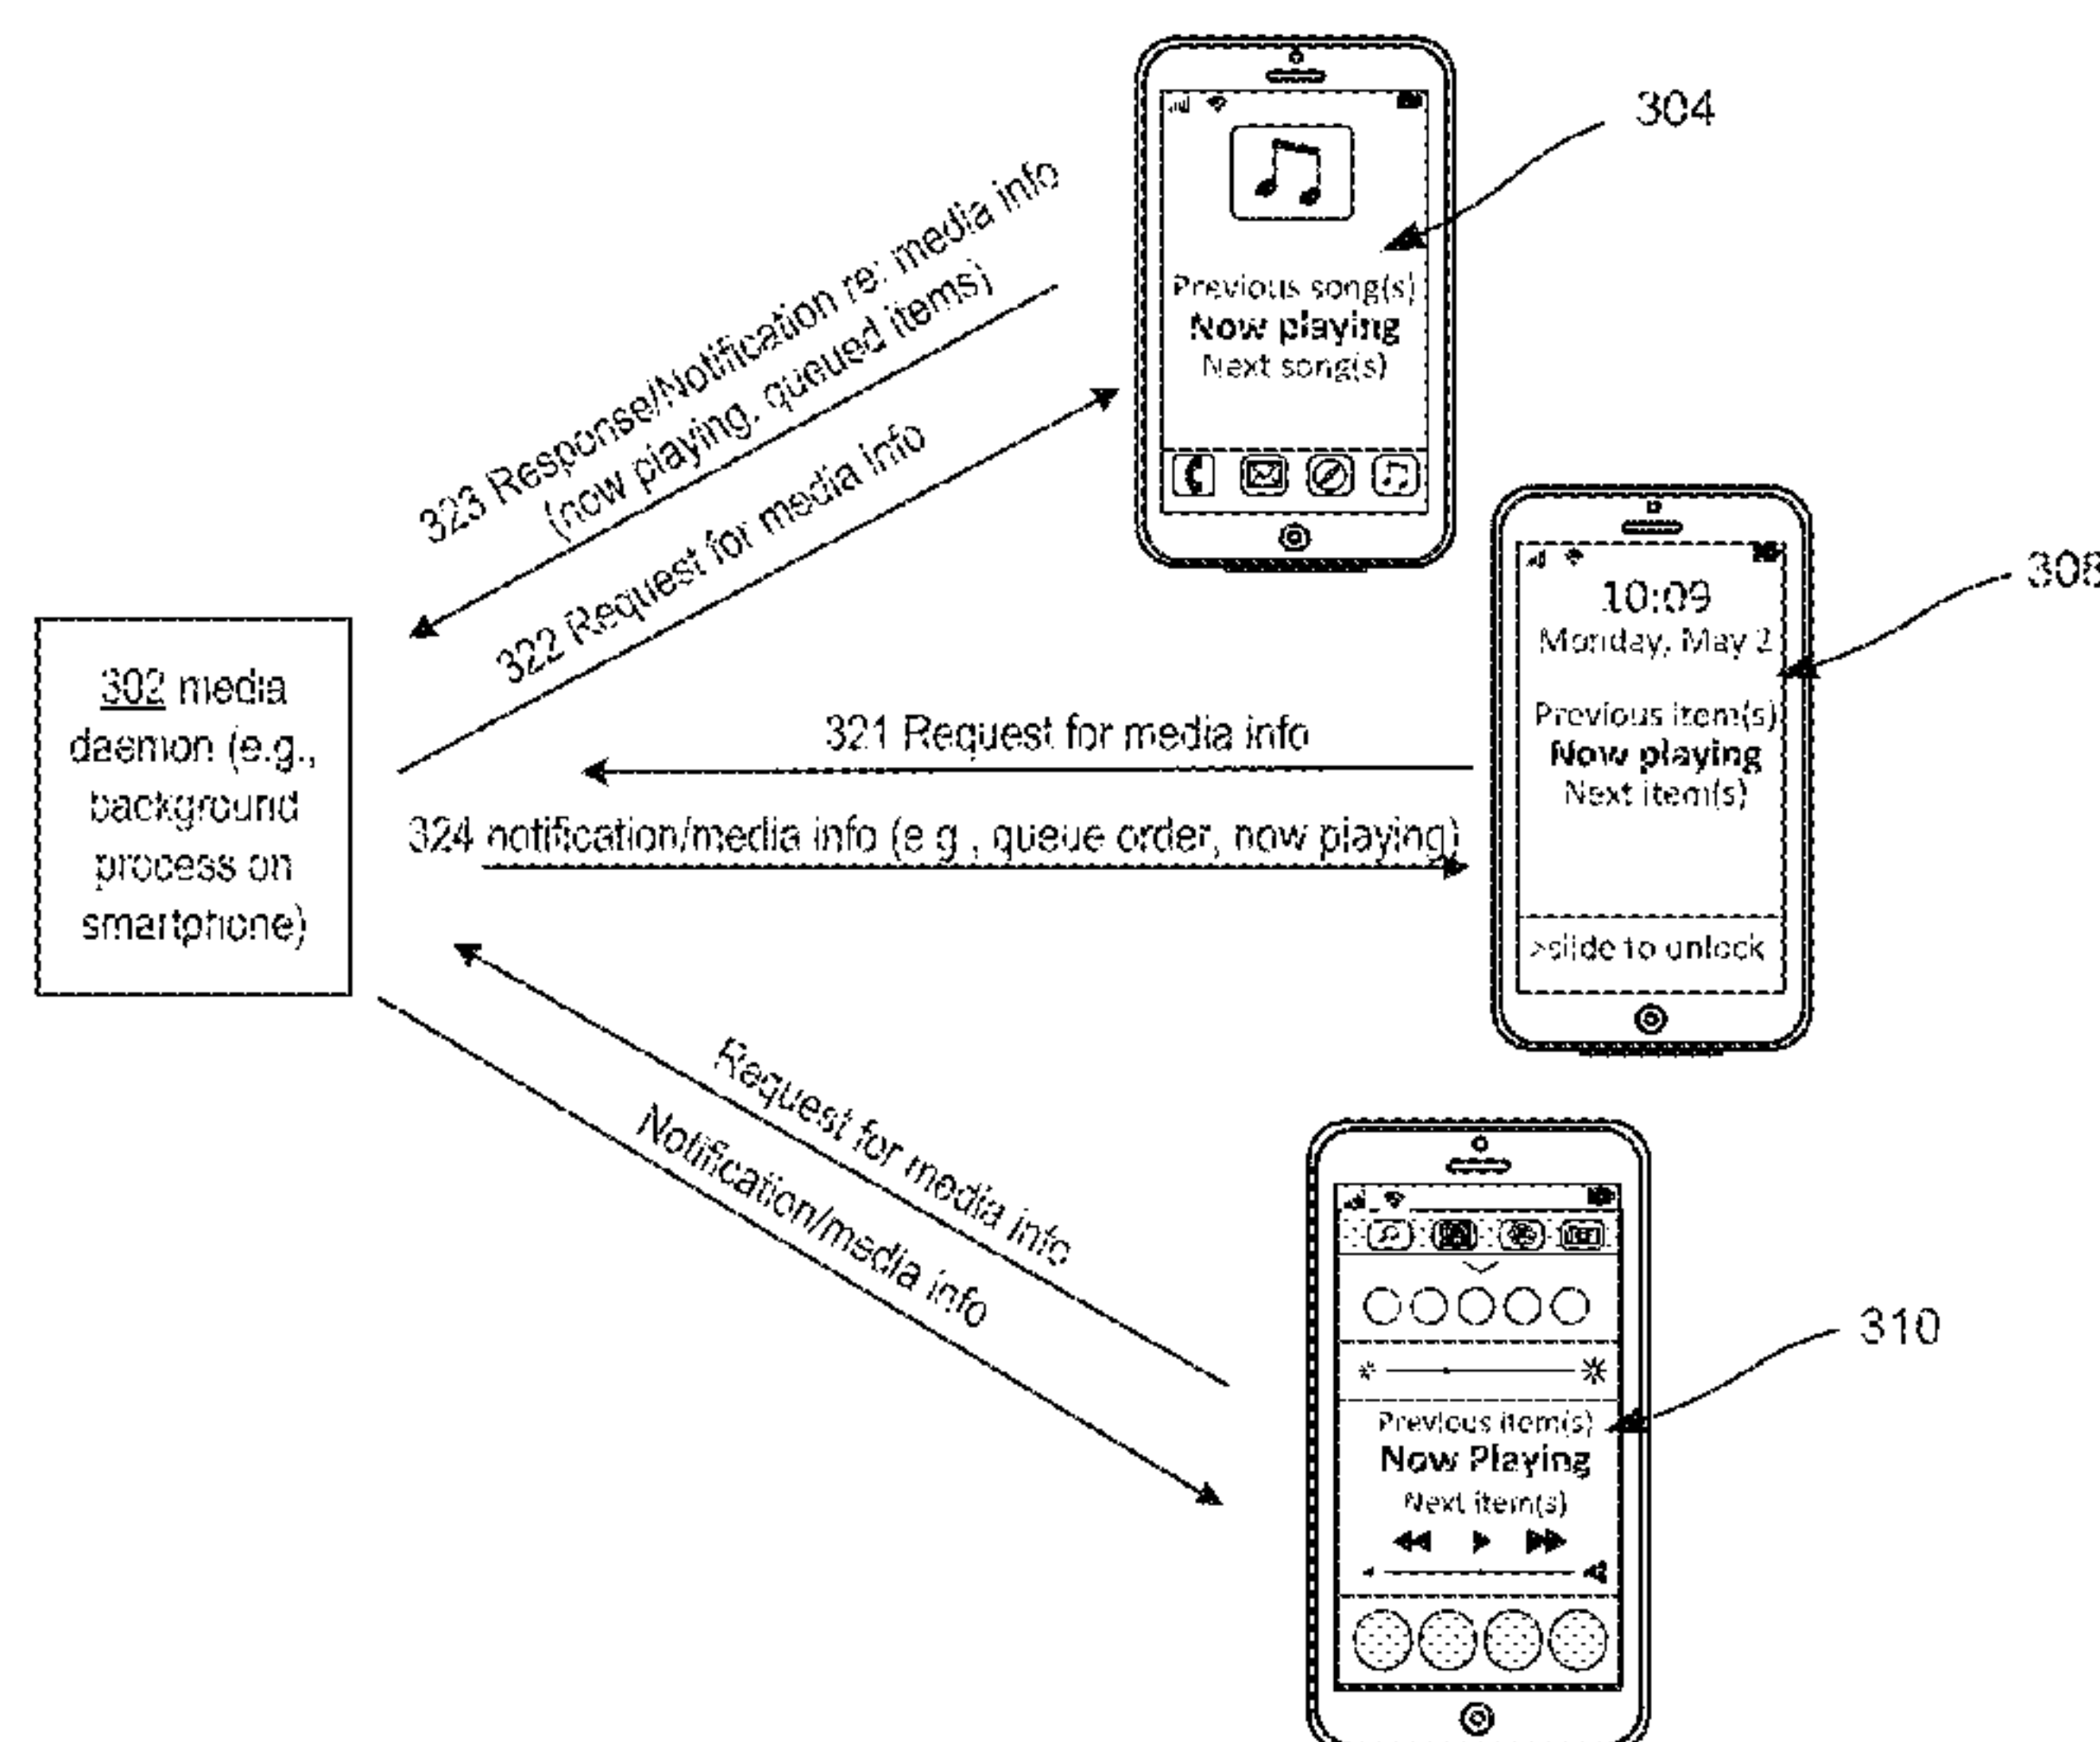 304
Previous song(s)
Now playing
Next song(s)
323 Response/Notification re: media info
(now playing, queued items)
322 Request for media info
308
10:09
Monday, May 2
Previous item(s)
Now playing
Next item(s)
>slide to unlock
302 media
daemon (e.g.,
background
process on
smartphone)
321 Request for media info
324 notification/media info (e.g., queue order, now playing)
Request for media info
Notification/media info
310
Previous item(s)
Now Playing
Next item(s)